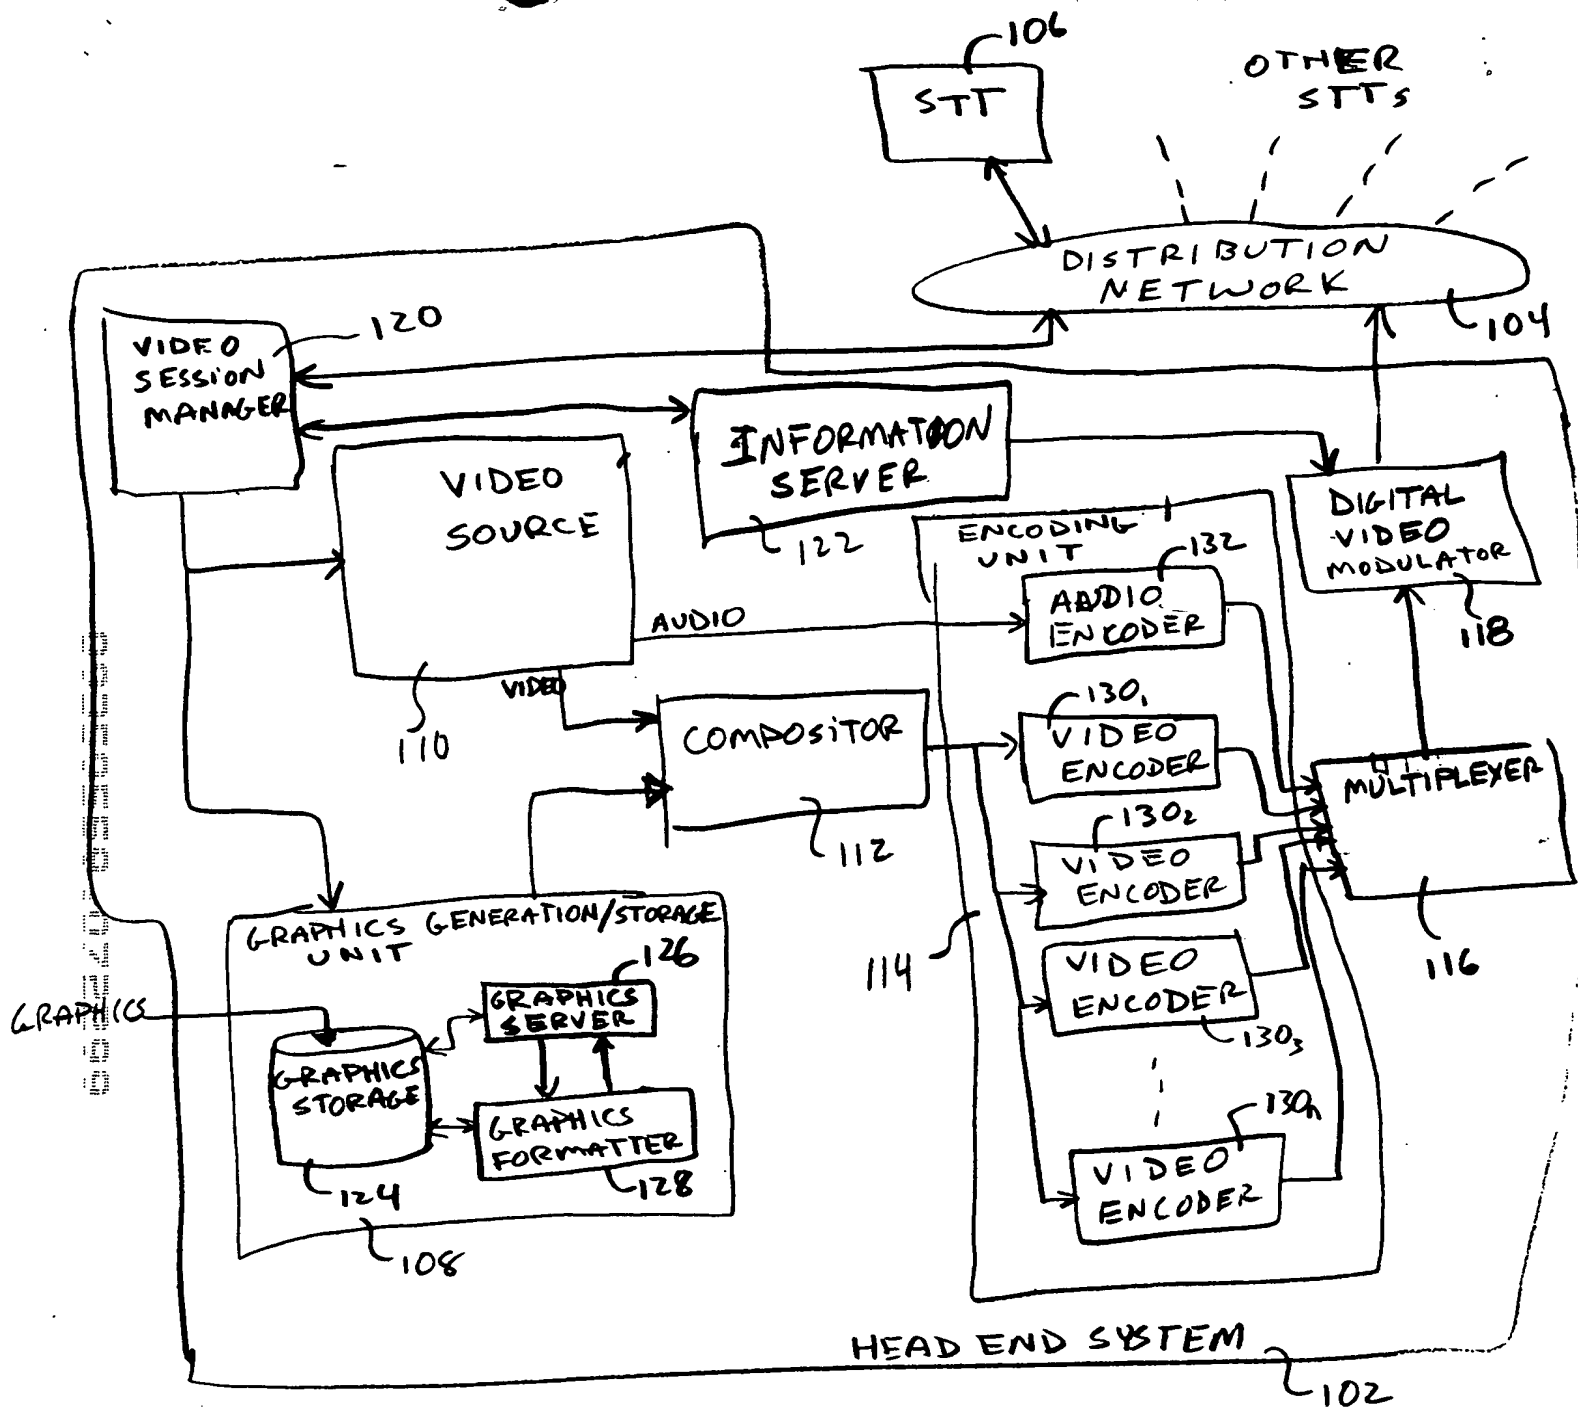 106
STT
OTHER
STTs
DISTRIBUTION
NETWORK
104
120
VIDEO
SESSION
MANAGER
INFORMATION
SERVER
122
VIDEO
SOURCE
110
AUDIO
VIDEO
ENCODING
UNIT
132
AUDIO
ENCODER
DIGITAL
VIDEO
MODULATOR
118
COMPOSITOR
112
130₁
VIDEO
ENCODER
130₂
VIDEO
ENCODER
VIDEO
ENCODER
130₃
130n
VIDEO
ENCODER
114
MULTIPLEXER
116
GRAPHICS GENERATION/STORAGE
UNIT
126
GRAPHICS
SERVER
GRAPHICS
GRAPHICS
STORAGE
124
GRAPHICS
FORMATTER
128
108
HEAD END SYSTEM
102